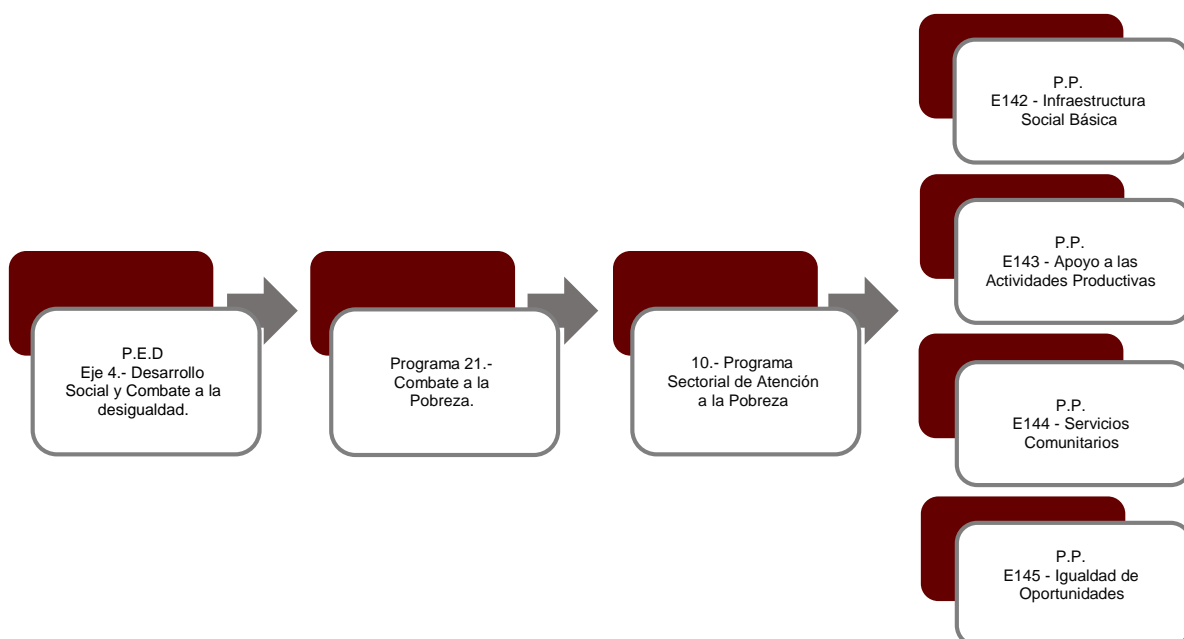 P.E.D
Eje 4.- Desarrollo
Social y Combate a la
desigualdad.
Programa 21.-
Combate a la
Pobreza.
10.- Programa
Sectorial de Atención
a la Pobreza
P.P.
E142 - Infraestructura
Social Básica
P.P.
E143 - Apoyo a las
Actividades Productivas
P.P.
E144 - Servicios
Comunitarios
P.P.
E145 - Igualdad de
Oportunidades